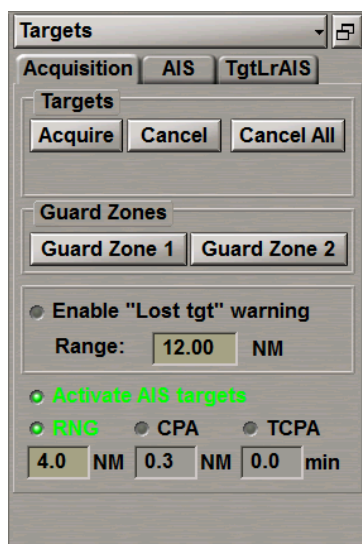 Targets
Acquisition AIS TgtLrAIS
Targets
Acquire Cancel Cancel All
Guard Zones
Guard Zone 1 Guard Zone 2
Enable "Lost tgt" warning
Range: 12.00 NM
Activate AIS targets
RNG CPA TCPA
4.0 NM 0.3 NM 0.0 min